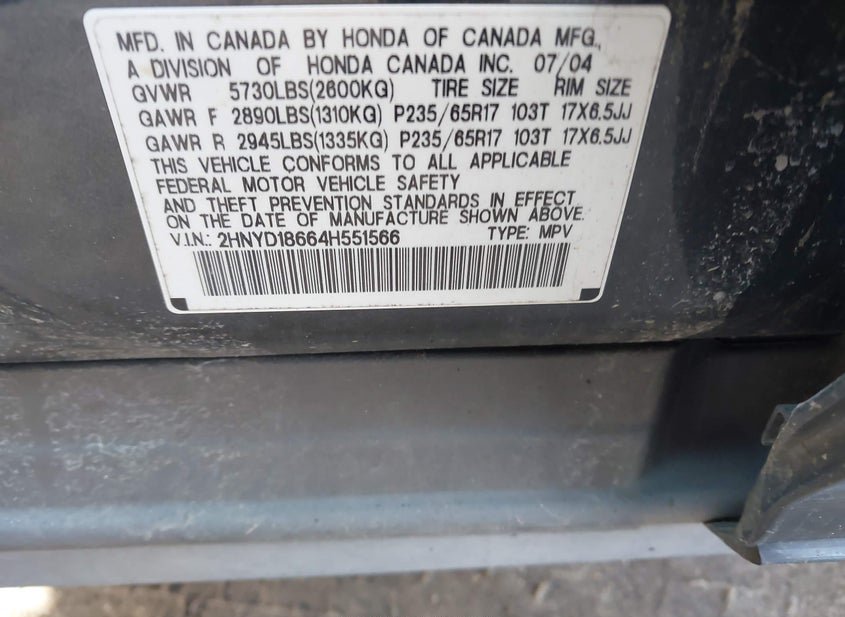 MFD. IN CANADA BY HONDA OF CANADA MFG.,
A DIVISION OF HONDA CANADA INC. 07/04
GVWR 5730LBS(2600KG) TIRE SIZE RIM SIZE
GAWR F 2890LBS(1310KG) P235/65R17 103T 17X6.5JJ
GAWR R 2945LBS(1335KG) P235/65R17 103T 17X6.5JJ
THIS VEHICLE CONFORMS TO ALL APPLICABLE
FEDERAL MOTOR VEHICLE SAFETY
AND THEFT PREVENTION STANDARDS IN EFFECT
ON THE DATE OF MANUFACTURE SHOWN ABOVE.
V.I.N.: 2HNYD18664H551566 TYPE: MPV